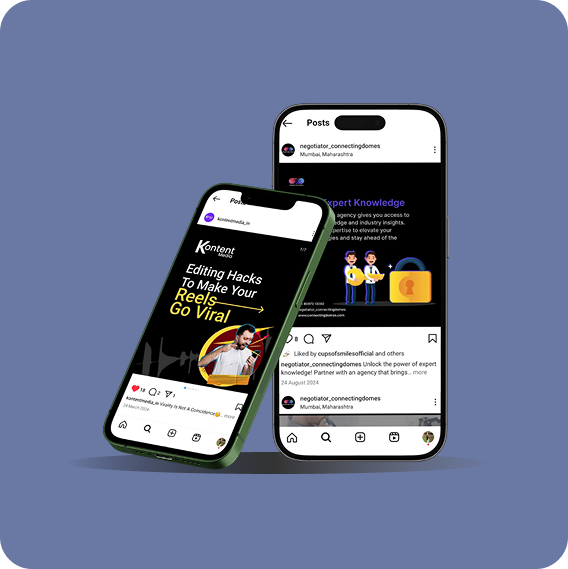 Posts
kontentmedia_in
Kontent
Media
1/7
Editing Hacks
To Make Your
Reels
Go Viral
18
2
1
kontentmedia_in Virality Is Not A Coincidence
... more
24 March 2024
Posts
negotiator_connectingdomes
Mumbai, Maharashtra
Expert Knowledge
agency gives you access to
ledge and industry insights.
pertise to elevate your
gies and stay ahead of the
negotiator_connectingdomes
www.connectingdomes.com
8
Liked by cupsofsmilesofficial and others
negotiator_connectingdomes Unlock the power of expert
knowledge! Partner with an agency that brings... more
24 August 2024
negotiator_connectingdomes
Mumbai, Maharashtra